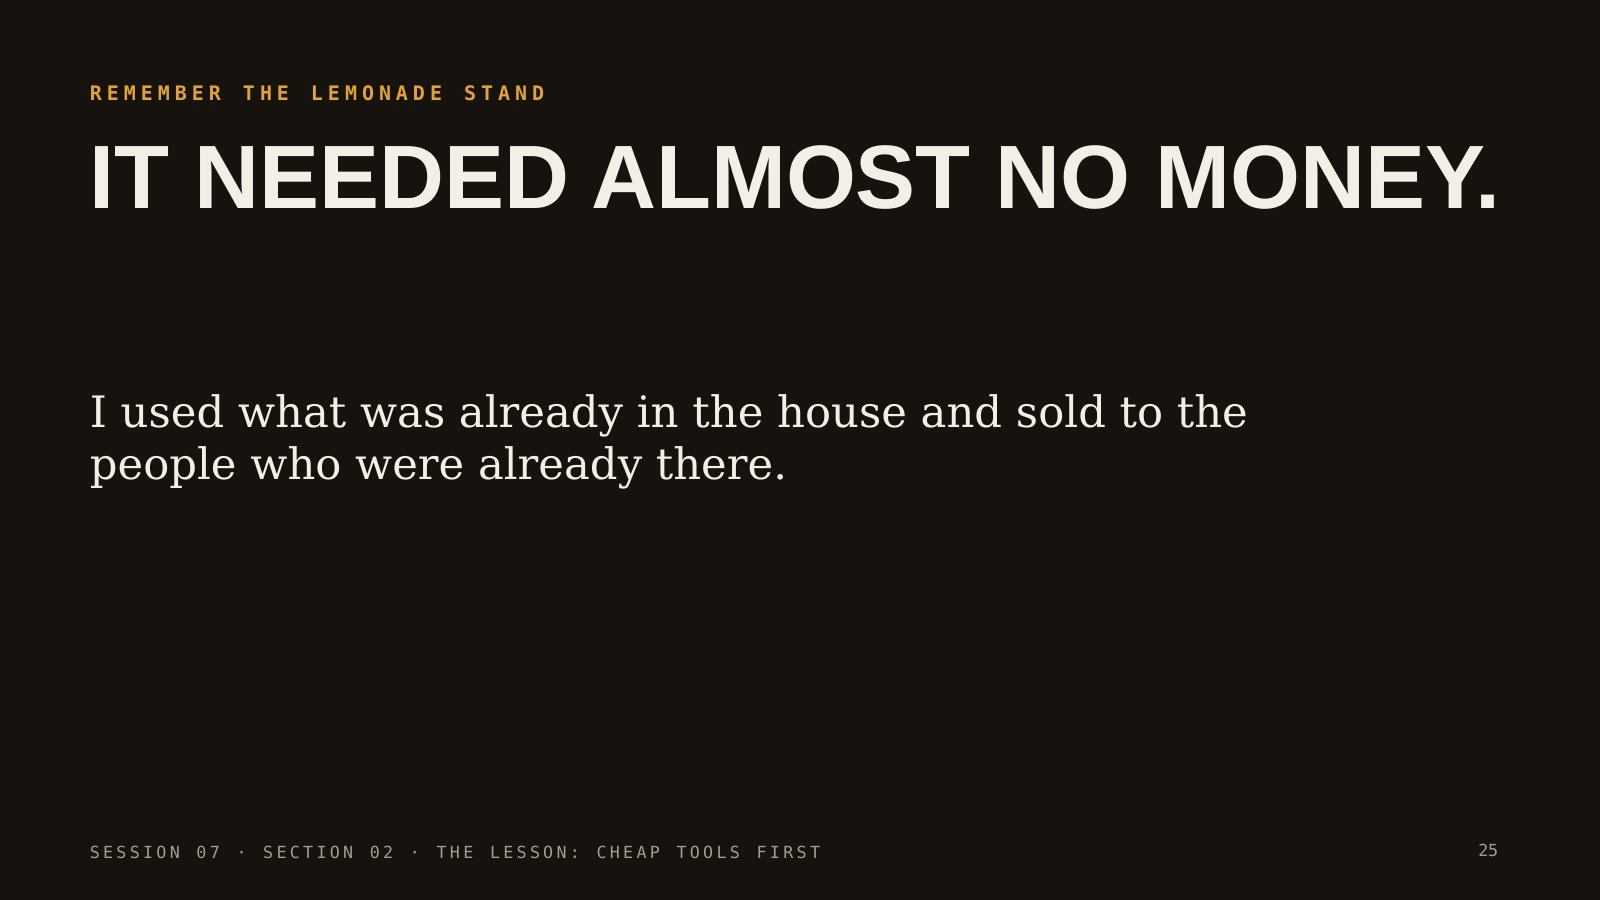 REMEMBER THE LEMONADE STAND
IT NEEDED ALMOST NO MONEY.
I used what was already in the house and sold to the
people who were already there.
SESSION 07 · SECTION 02 · THE LESSON: CHEAP TOOLS FIRST
25